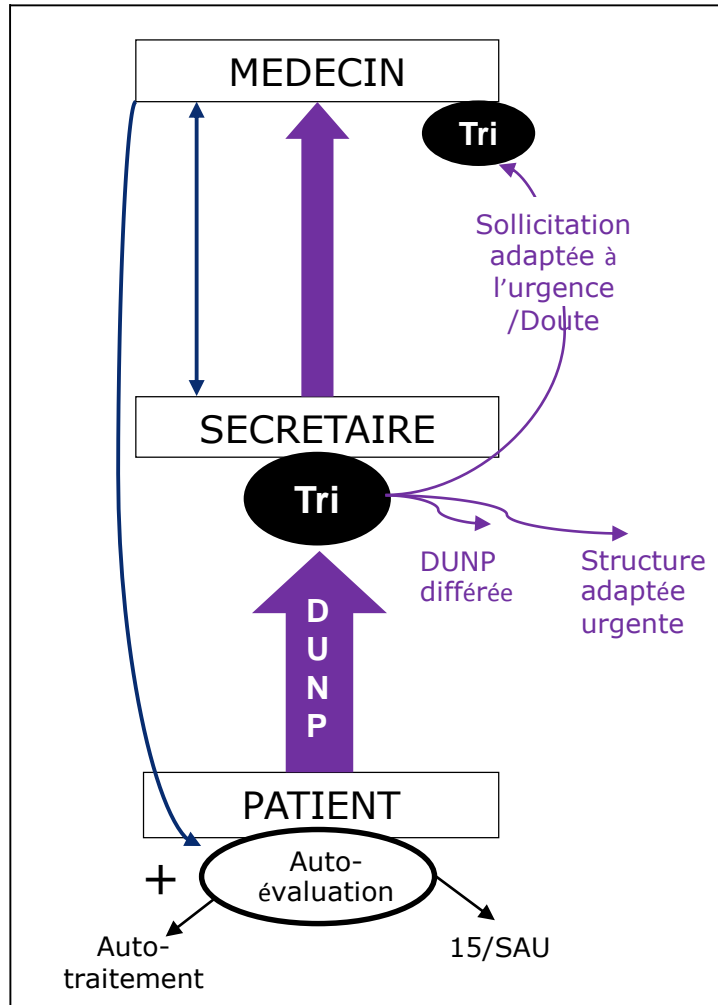 MEDECIN
Tri
Sollicitation
adaptée à
l'urgence
/Doute
SECRETAIRE
Tri
DUNP
différée
Structure
adaptée
urgente
D
U
N
P
PATIENT
+
Auto-
évaluation
Auto-
traitement
15/SAU